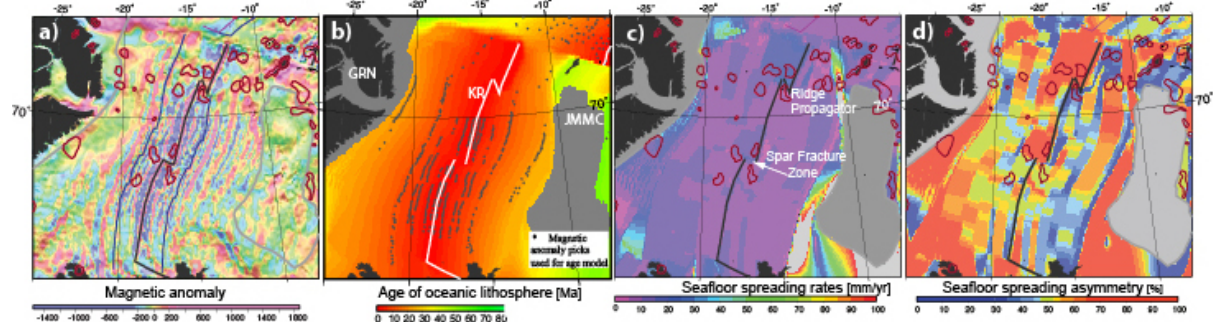 -25° -20° -15° -10°
a)
70°
Magnetic anomaly
-1400 -1000 -600 -200 0 200 600 1000 1400 1800
-15° -10°
b)
GRN
KR
JMMC
70°
• Magnetic
anomaly picks
used for age model
Age of oceanic lithosphere [Ma]
0 10 20 30 40 50 60 70 80
-25° -20° -15° -10°
c)
Ridge
Propagator
70°
Spar Fracture
Zone
Seafloor spreading rates [mm/yr]
0 10 20 30 40 50 60 70 80 90 100
-25° -20° -15° -10°
d)
Seafloor spreading asymmetry [%]
0 10 20 30 40 50 60 70 80 90 100